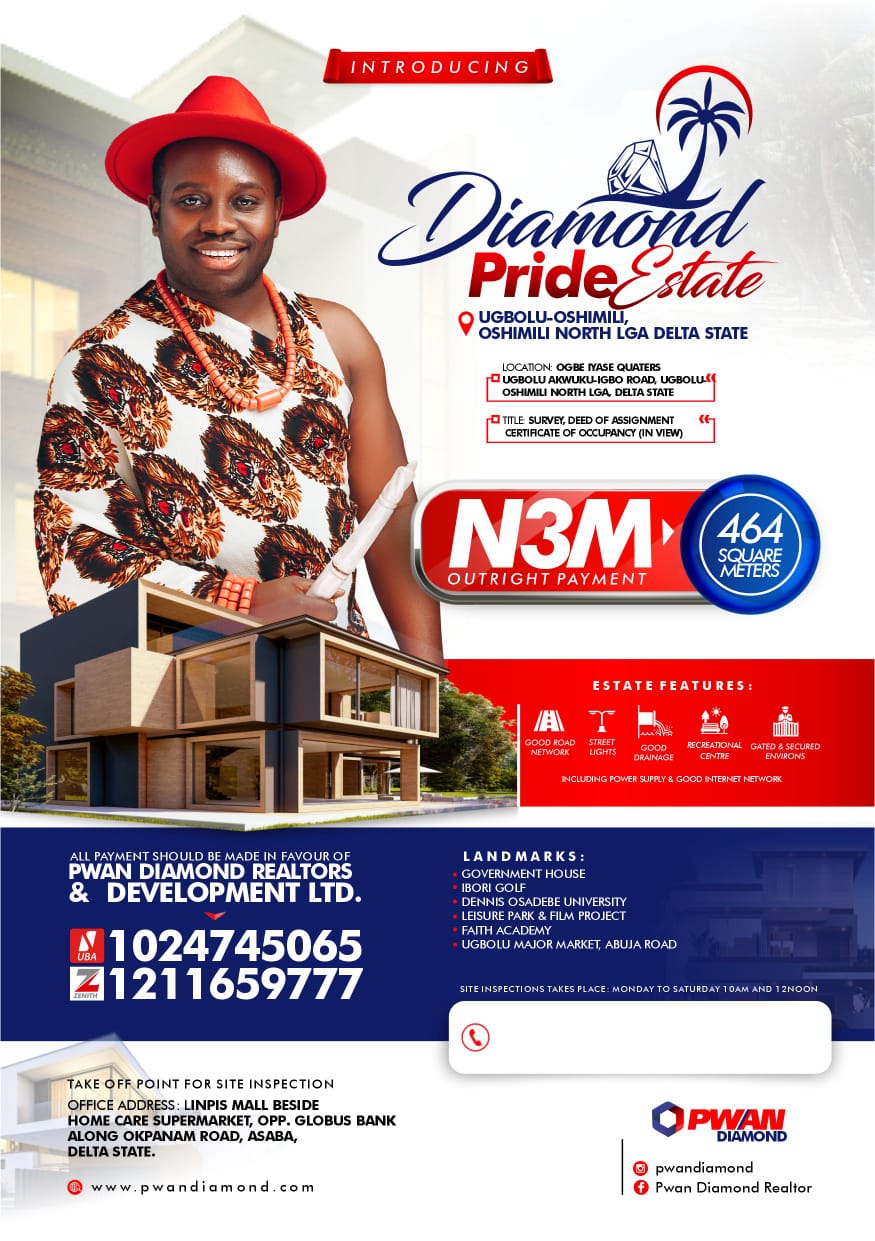 INTRODUCING
Diamond
Pride Estate
UGBOLU-OSHIMILI,
OSHIMILI NORTH LGA DELTA STATE
LOCATION: OGBE IYASE QUATERS
UGBOLU AKWUKU-IGBO ROAD, UGBOLU-
OSHIMILI NORTH LGA, DELTA STATE
TITLE: SURVEY, DEED OF ASSIGNMENT
CERTIFICATE OF OCCUPANCY (IN VIEW)
N3M
OUTRIGHT PAYMENT
464
SQUARE
METERS
ESTATE FEATURES:
GOOD ROAD
NETWORK
STREET
LIGHTS
GOOD
DRAINAGE
RECREATIONAL
CENTRE
GATED & SECURED
ENVIRONS
INCLUDING POWER SUPPLY & GOOD INTERNET NETWORK
ALL PAYMENT SHOULD BE MADE IN FAVOUR OF
PWAN DIAMOND REALTORS
& DEVELOPMENT LTD.
UBA 1024745065
ZENITH 1211659777
LANDMARKS:
• GOVERNMENT HOUSE
• IBORI GOLF
• DENNIS OSADEBE UNIVERSITY
• LEISURE PARK & FILM PROJECT
• FAITH ACADEMY
• UGBOLU MAJOR MARKET, ABUJA ROAD
SITE INSPECTIONS TAKES PLACE: MONDAY TO SATURDAY 10AM AND 12NOON
TAKE OFF POINT FOR SITE INSPECTION
OFFICE ADDRESS: LINPIS MALL BESIDE
HOME CARE SUPERMARKET, OPP. GLOBUS BANK
ALONG OKPANAM ROAD, ASABA,
DELTA STATE.
www.pwandiamond.com
PWAN
DIAMOND
pwandiamond
Pwan Diamond Realtor